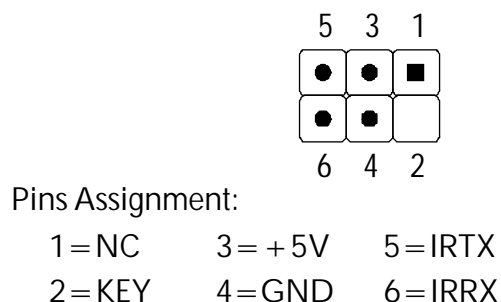 5 3 1
6 4 2
Pins Assignment:
1=NC 3=+5V 5=IRTX
2=KEY 4=GND 6=IRRX